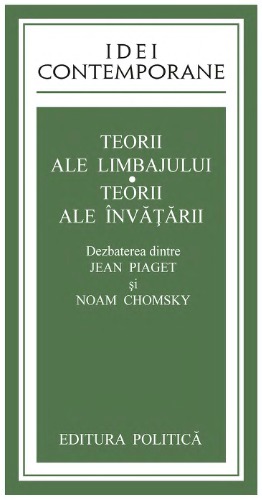 IDEI
CONTEMPORANE
TEORII
ALE LIMBAJULUI
•
TEORII
ALE ÎNVĂȚĂRII
Dezbaterea dintre
JEAN PIAGET
și
NOAM CHOMSKY
EDITURA POLITICĂ